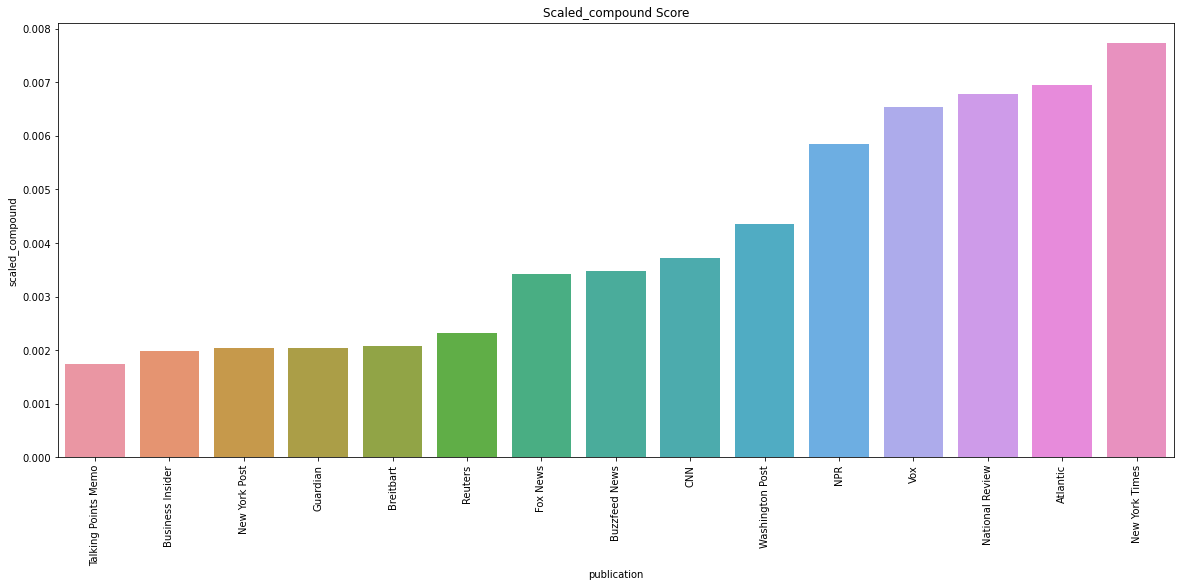 Scaled_compound Score
0.008
0.007
0.006
0.005
0.004
0.003
0.002
0.001
0.000
scaled_compound
Talking Points Memo
Business Insider
New York Post
Guardian
Breitbart
Reuters
Fox News
Buzzfeed News
CNN
Washington Post
NPR
Vox
National Review
Atlantic
New York Times
publication